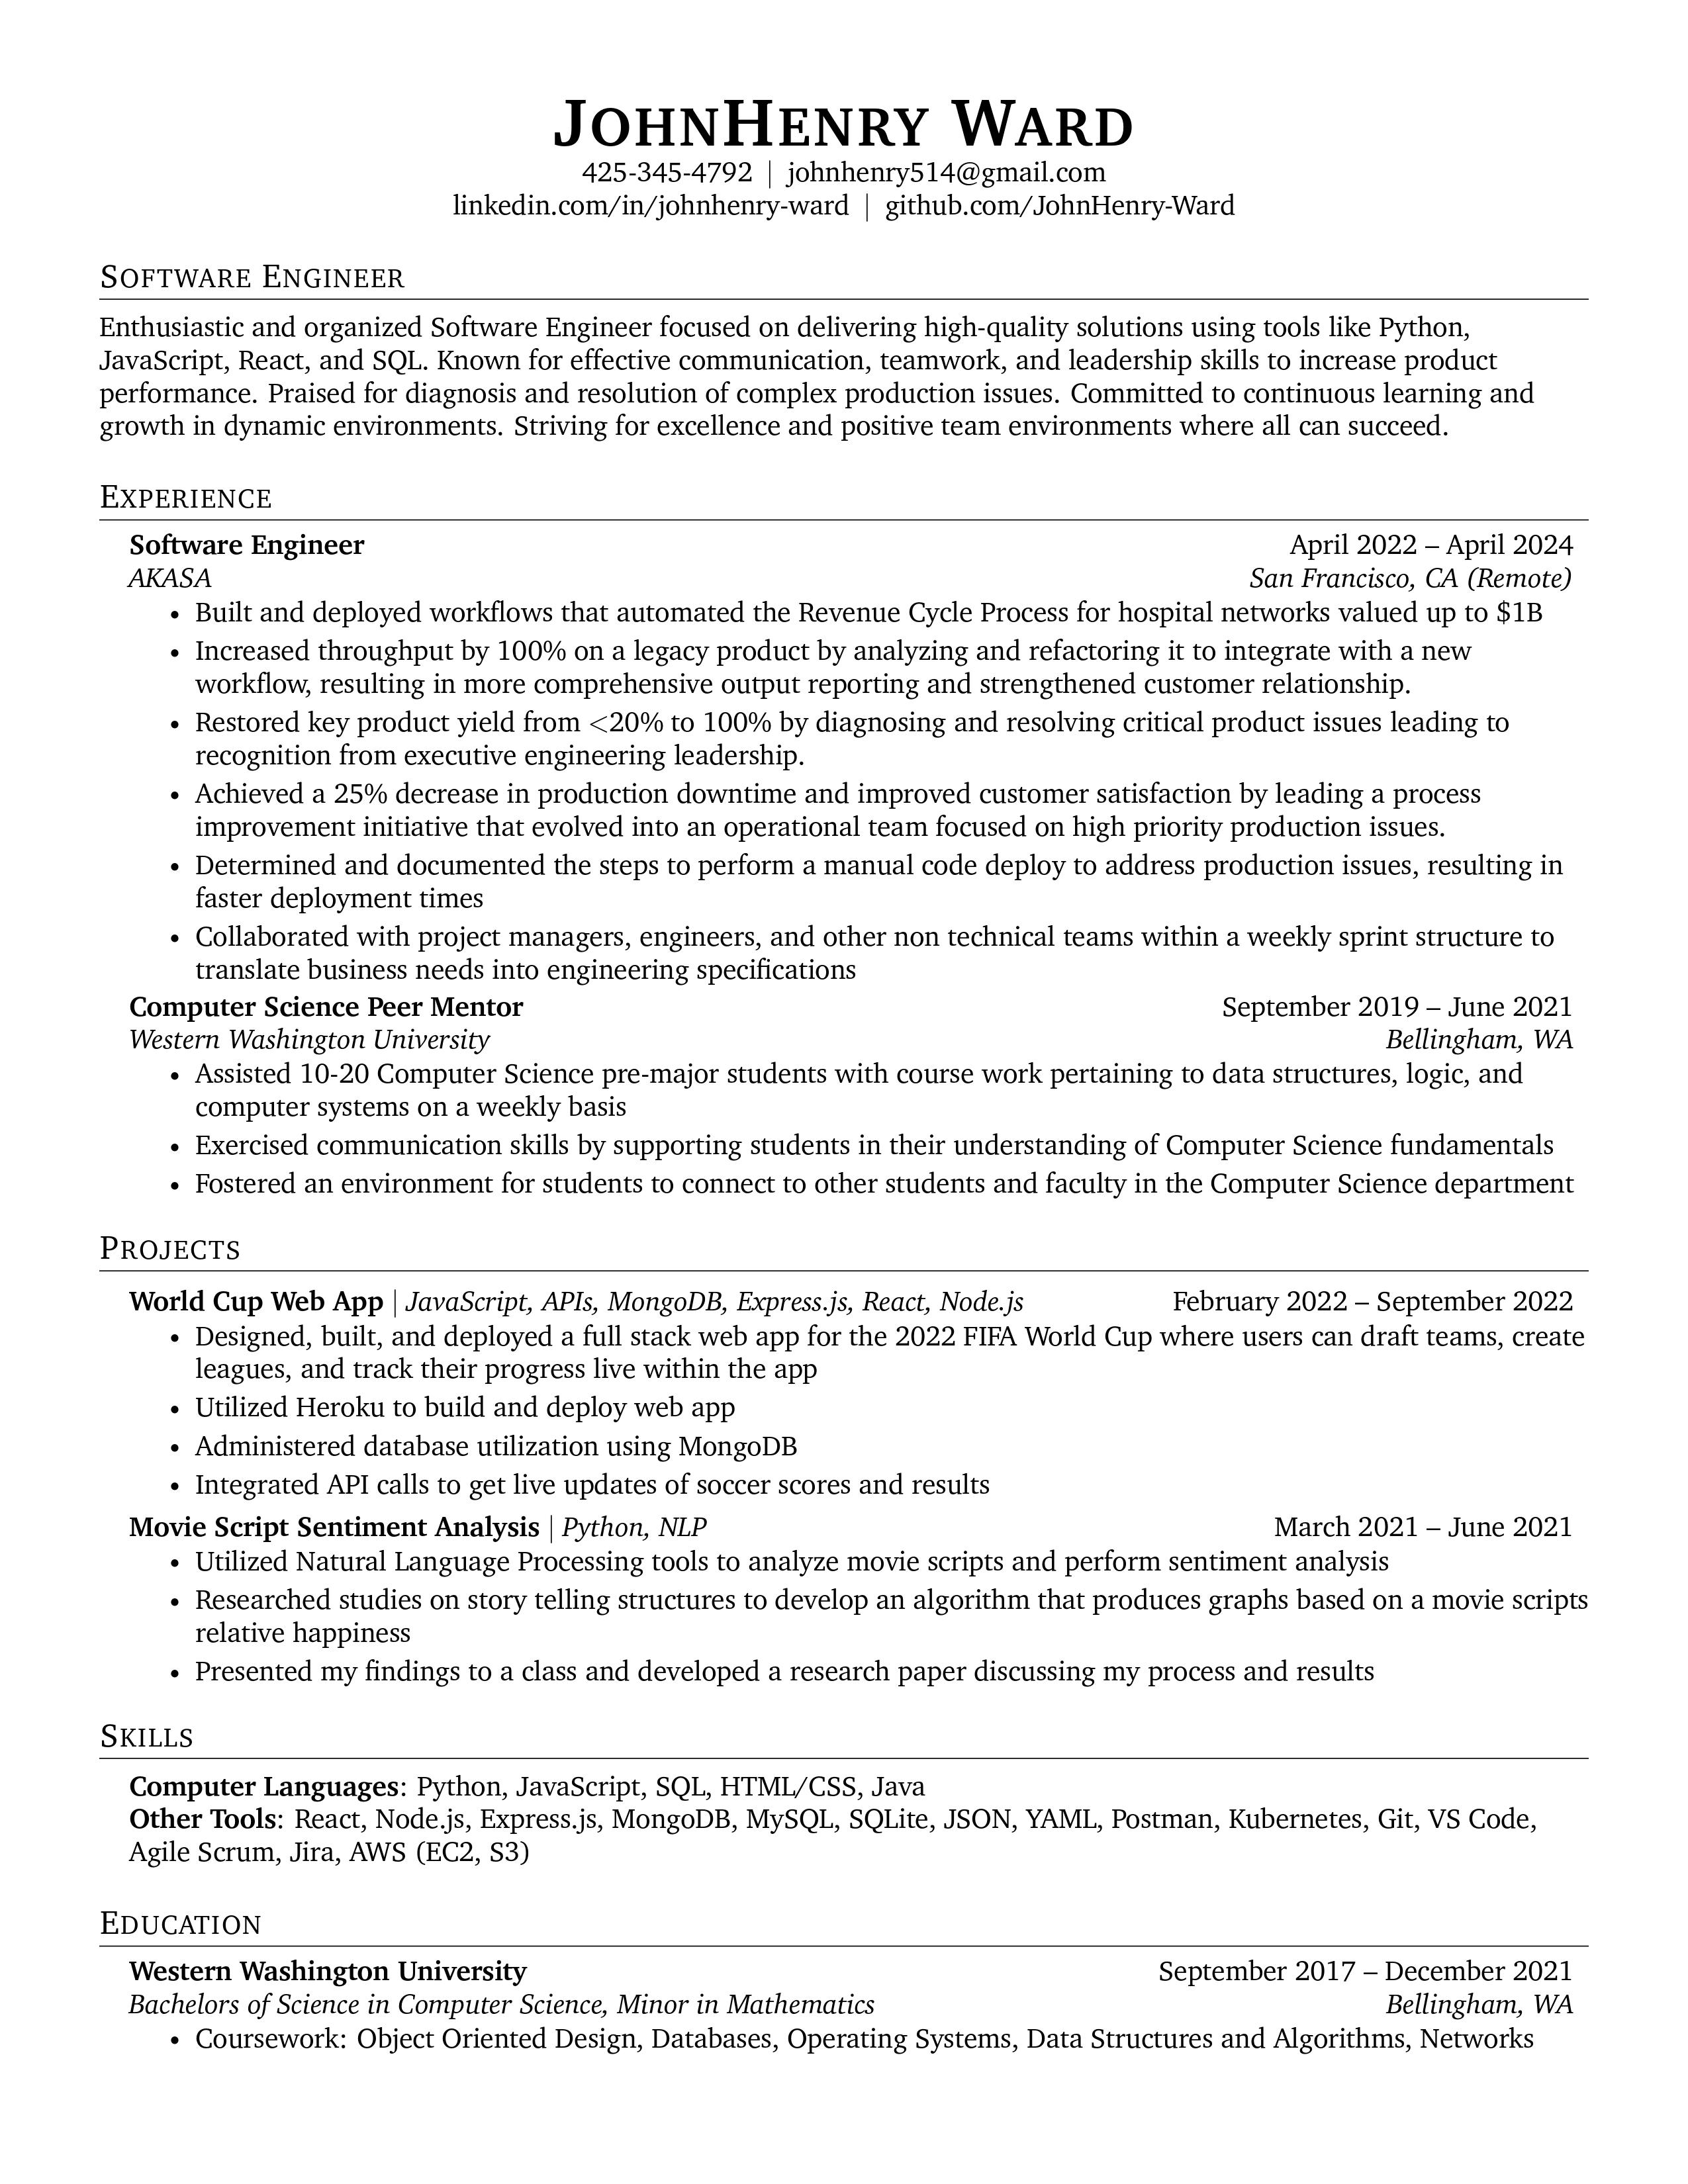 JohnHenry Ward
425-345-4792 | johnhenry514@gmail.com
linkedin.com/in/johnhenry-ward | github.com/JohnHenry-Ward
Software Engineer
Enthusiastic and organized Software Engineer focused on delivering high-quality solutions using tools like Python,
JavaScript, React, and SQL. Known for effective communication, teamwork, and leadership skills to increase product
performance. Praised for diagnosis and resolution of complex production issues. Committed to continuous learning and
growth in dynamic environments. Striving for excellence and positive team environments where all can succeed.
Experience
Software Engineer April 2022 – April 2024
AKASA San Francisco, CA (Remote)
• Built and deployed workflows that automated the Revenue Cycle Process for hospital networks valued up to $1B
• Increased throughput by 100% on a legacy product by analyzing and refactoring it to integrate with a new
workflow, resulting in more comprehensive output reporting and strengthened customer relationship.
• Restored key product yield from <20% to 100% by diagnosing and resolving critical product issues leading to
recognition from executive engineering leadership.
• Achieved a 25% decrease in production downtime and improved customer satisfaction by leading a process
improvement initiative that evolved into an operational team focused on high priority production issues.
• Determined and documented the steps to perform a manual code deploy to address production issues, resulting in
faster deployment times
• Collaborated with project managers, engineers, and other non technical teams within a weekly sprint structure to
translate business needs into engineering specifications
Computer Science Peer Mentor September 2019 – June 2021
Western Washington University Bellingham, WA
• Assisted 10-20 Computer Science pre-major students with course work pertaining to data structures, logic, and
computer systems on a weekly basis
• Exercised communication skills by supporting students in their understanding of Computer Science fundamentals
• Fostered an environment for students to connect to other students and faculty in the Computer Science department
Projects
World Cup Web App | JavaScript, APIs, MongoDB, Express.js, React, Node.js February 2022 – September 2022
• Designed, built, and deployed a full stack web app for the 2022 FIFA World Cup where users can draft teams, create
leagues, and track their progress live within the app
• Utilized Heroku to build and deploy web app
• Administered database utilization using MongoDB
• Integrated API calls to get live updates of soccer scores and results
Movie Script Sentiment Analysis | Python, NLP March 2021 – June 2021
• Utilized Natural Language Processing tools to analyze movie scripts and perform sentiment analysis
• Researched studies on story telling structures to develop an algorithm that produces graphs based on a movie scripts
relative happiness
• Presented my findings to a class and developed a research paper discussing my process and results
Skills
Computer Languages: Python, JavaScript, SQL, HTML/CSS, Java
Other Tools: React, Node.js, Express.js, MongoDB, MySQL, SQLite, JSON, YAML, Postman, Kubernetes, Git, VS Code,
Agile Scrum, Jira, AWS (EC2, S3)
Education
Western Washington University September 2017 – December 2021
Bachelors of Science in Computer Science, Minor in Mathematics Bellingham, WA
• Coursework: Object Oriented Design, Databases, Operating Systems, Data Structures and Algorithms, Networks